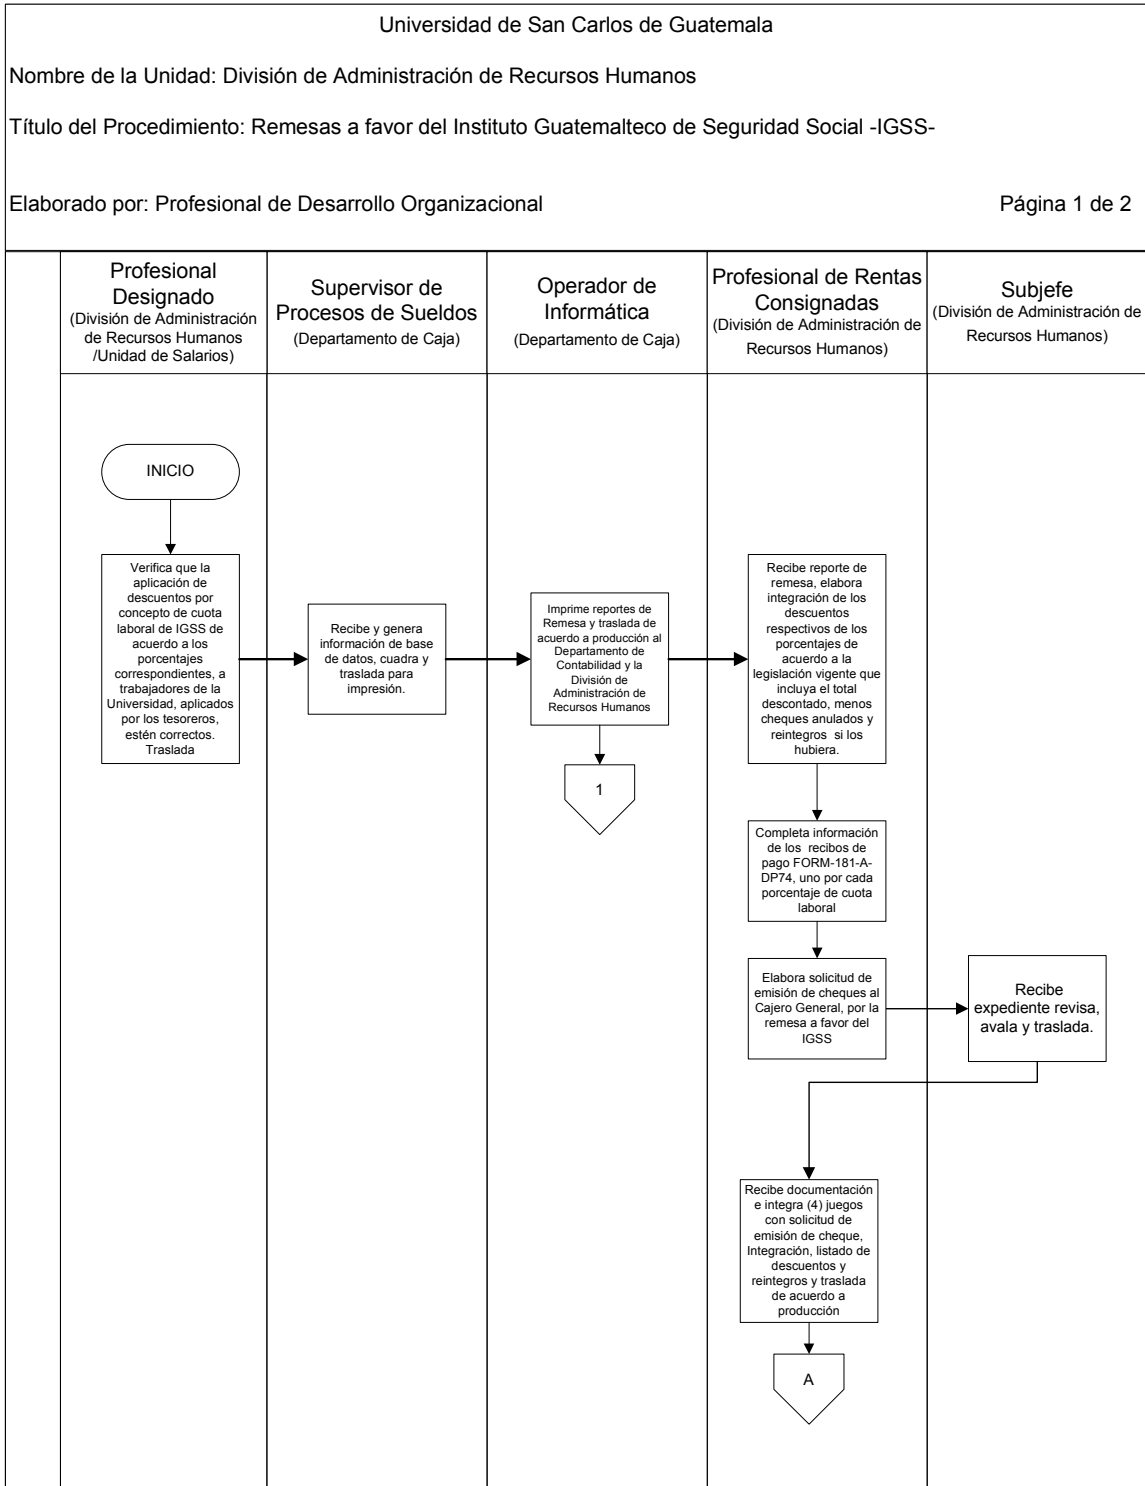 Universidad de San Carlos de Guatemala
Nombre de la Unidad: División de Administración de Recursos Humanos
Título del Procedimiento: Remesas a favor del Instituto Guatemalteco de Seguridad Social -IGSS-
Elaborado por: Profesional de Desarrollo Organizacional
Página 1 de 2
Profesional
Designado
(División de Administración
de Recursos Humanos
/Unidad de Salarios)
Supervisor de
Procesos de Sueldos
(Departamento de Caja)
Operador de
Informática
(Departamento de Caja)
Profesional de Rentas
Consignadas
(División de Administración de
Recursos Humanos)
Subjefe
(División de Administración de
Recursos Humanos)
INICIO
Verifica que la
aplicación de
descuentos por
concepto de cuota
laboral de IGSS de
acuerdo a los
porcentajes
correspondientes, a
trabajadores de la
Universidad, aplicados
por los tesoreros,
estén correctos.
Traslada
Recibe y genera
información de base
de datos, cuadra y
traslada para
impresión.
Imprime reportes de
Remesa y traslada de
acuerdo a producción al
Departamento de
Contabilidad y la
División de
Administración de
Recursos Humanos
1
Recibe reporte de
remesa, elabora
integración de los
descuentos
respectivos de los
porcentajes de
acuerdo a la
legislación vigente que
incluya el total
descontado, menos
cheques anulados y
reintegros si los
hubiera.
Completa información
de los recibos de
pago FORM-181-A-
DP74, uno por cada
porcentaje de cuota
laboral
Elabora solicitud de
emisión de cheques al
Cajero General, por la
remesa a favor del
IGSS
Recibe
expediente revisa,
avala y traslada.
Recibe documentación
e integra (4) juegos
con solicitud de
emisión de cheque,
Integración, listado de
descuentos y
reintegros y traslada
de acuerdo a
producción
A